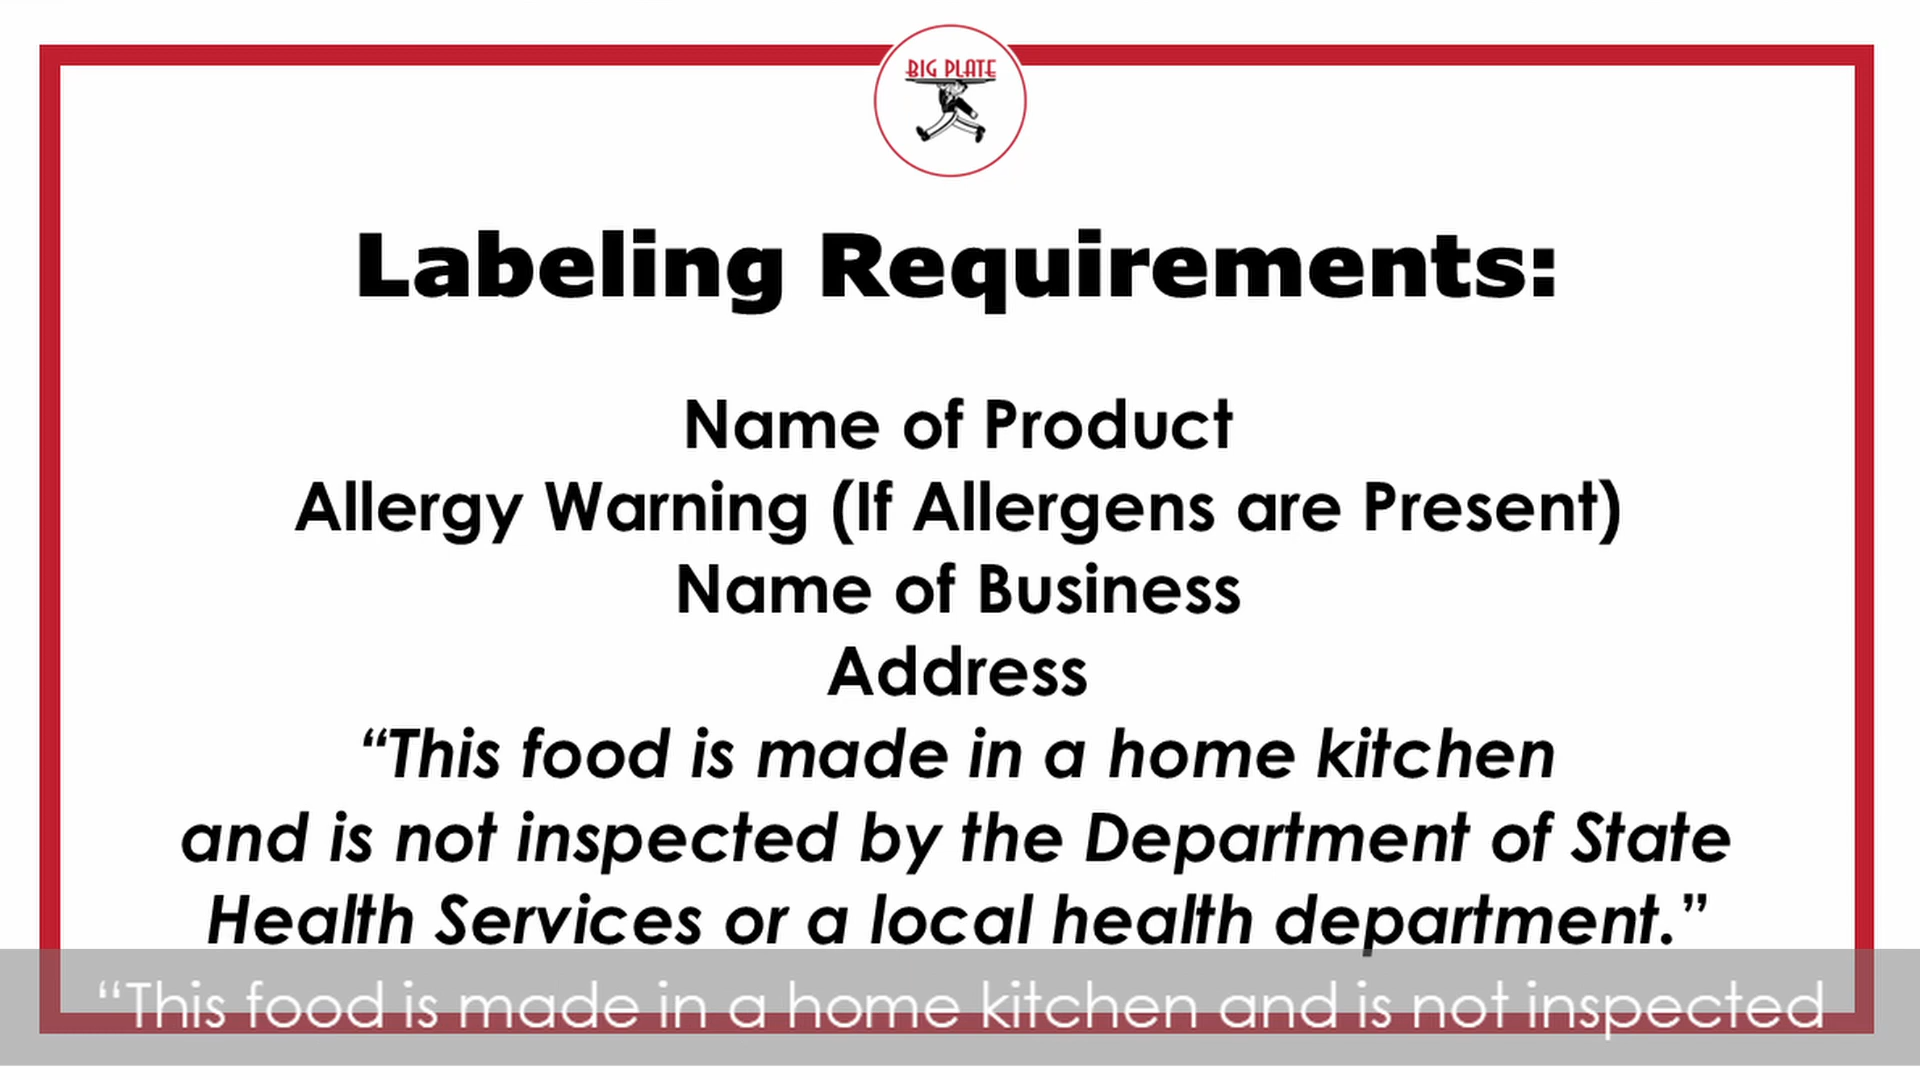 BIG PLATE
Labeling Requirements:
Name of Product
Allergy Warning (If Allergens are Present)
Name of Business
Address
“This food is made in a home kitchen
and is not inspected by the Department of State
Health Services or a local health department.”
“This food is made in a home kitchen and is not inspected